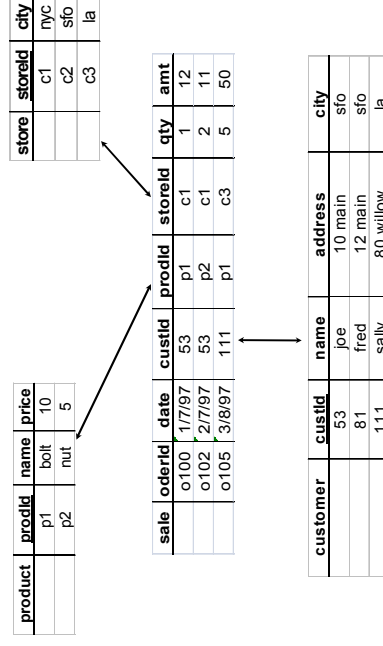 product prodId name price
p1 bolt 10
p2 nut 5
store storeId city
c1 nyc
c2 sfo
c3 la
sale oderId date custId prodId storeId qty amt
o100 1/7/97 53 p1 c1 1 12
o102 2/7/97 53 p2 c1 2 11
o105 3/8/97 111 p1 c3 5 50
customer custId name address city
53 joe 10 main sfo
81 fred 12 main sfo
111 sally 80 willow la